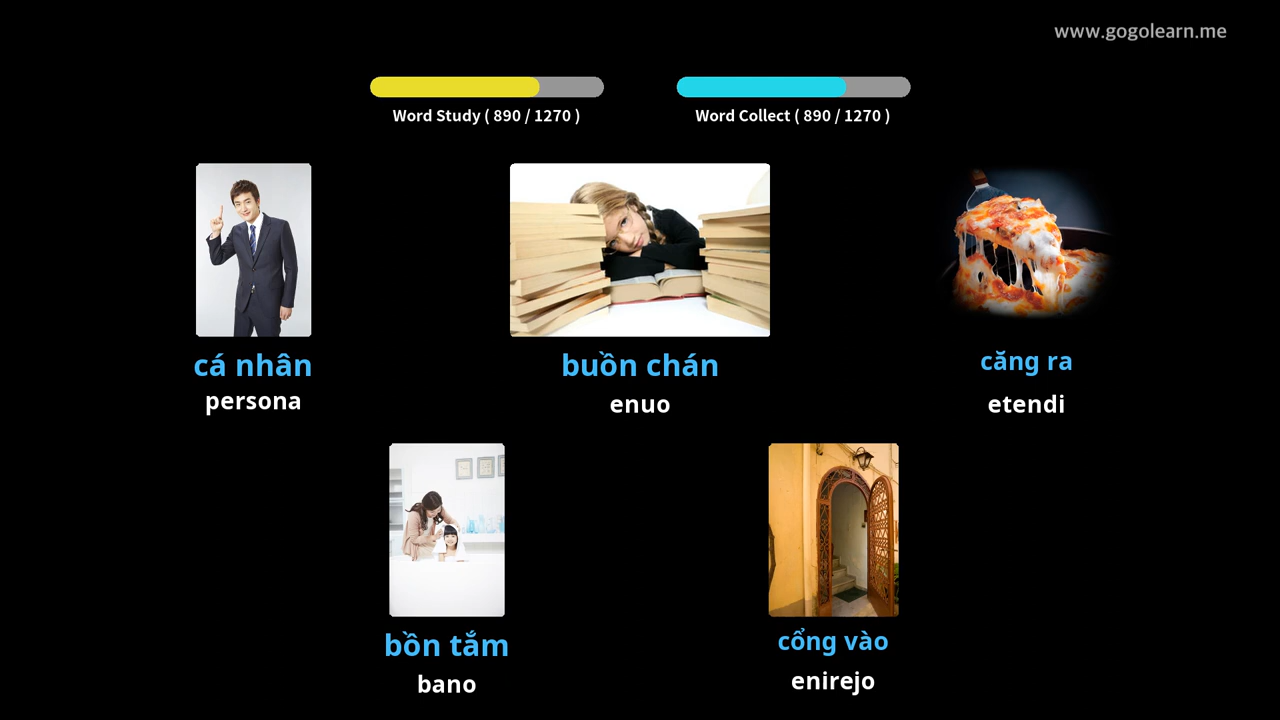 www.gogolearn.me
Word Study ( 890 / 1270 )
Word Collect ( 890 / 1270 )
cá nhân
persona
buồn chán
enuo
căng ra
etendi
bồn tắm
bano
cổng vào
enirejo